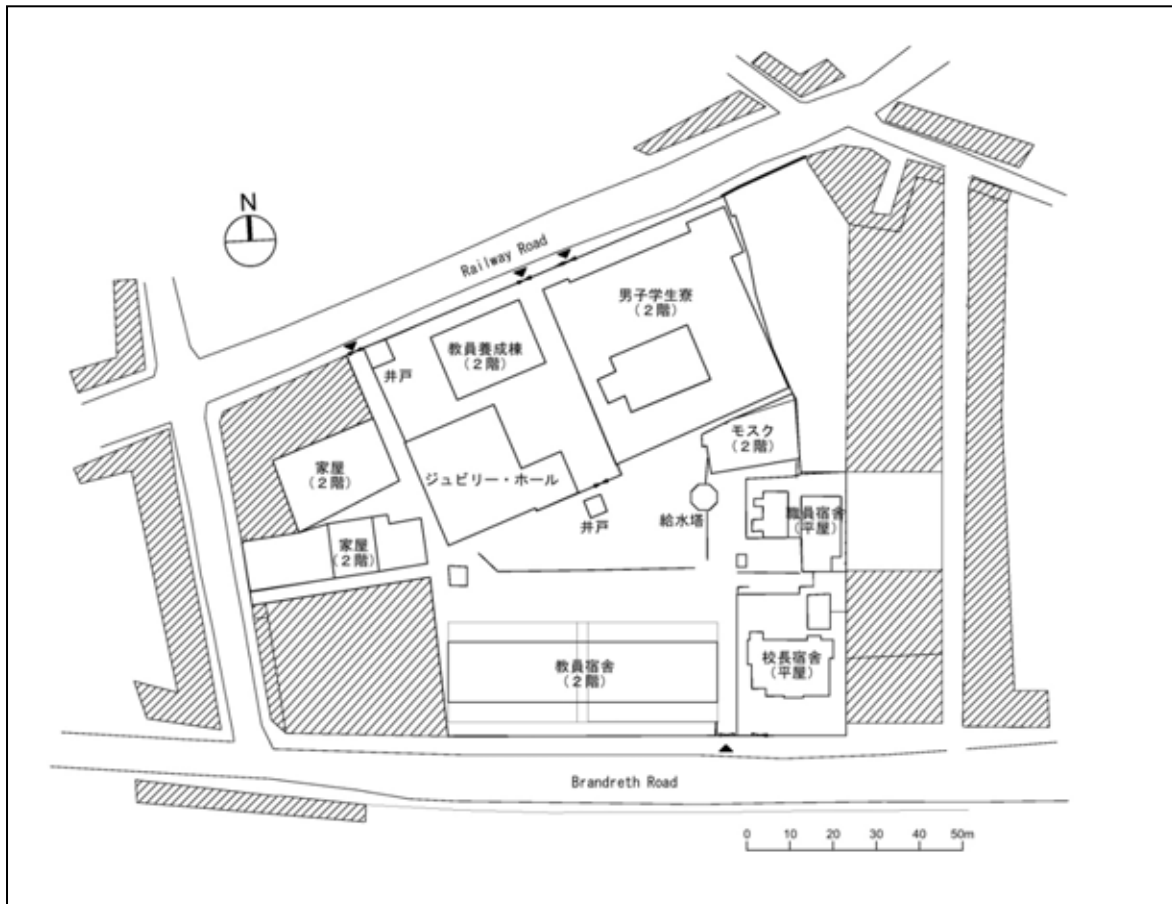 N
Railway Road
男子学生寮
(2階)
教員養成棟
(2階)
井戸
モスク
(2階)
家屋
(2階)
ジュビリー・ホール
井戸
給水塔
職員宿舎
(平屋)
家屋
(2階)
教員宿舎
(2階)
校長宿舎
(平屋)
Brandreth Road
0 10 20 30 40 50m